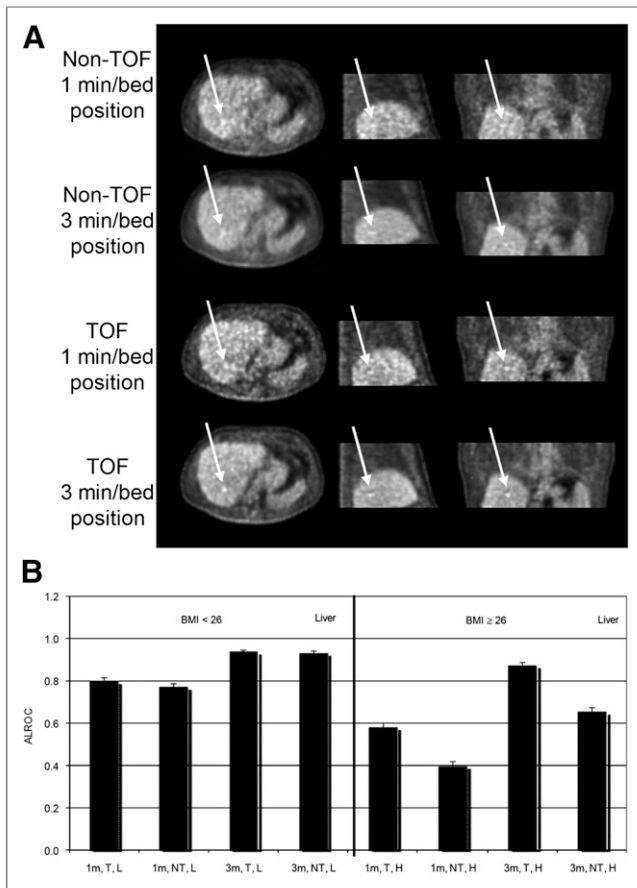 A
Non-TOF
1 min/bed
position
Non-TOF
3 min/bed
position
TOF
1 min/bed
position
TOF
3 min/bed
position
B
1.2
1.0
0.8
0.6
0.4
0.2
0.0
ALROC
BMI < 26
Liver
BMI ≥ 26
Liver
1m, T, L
1m, NT, L
3m, T, L
3m, NT, L
1m, T, H
1m, NT, H
3m, T, H
3m, NT, H